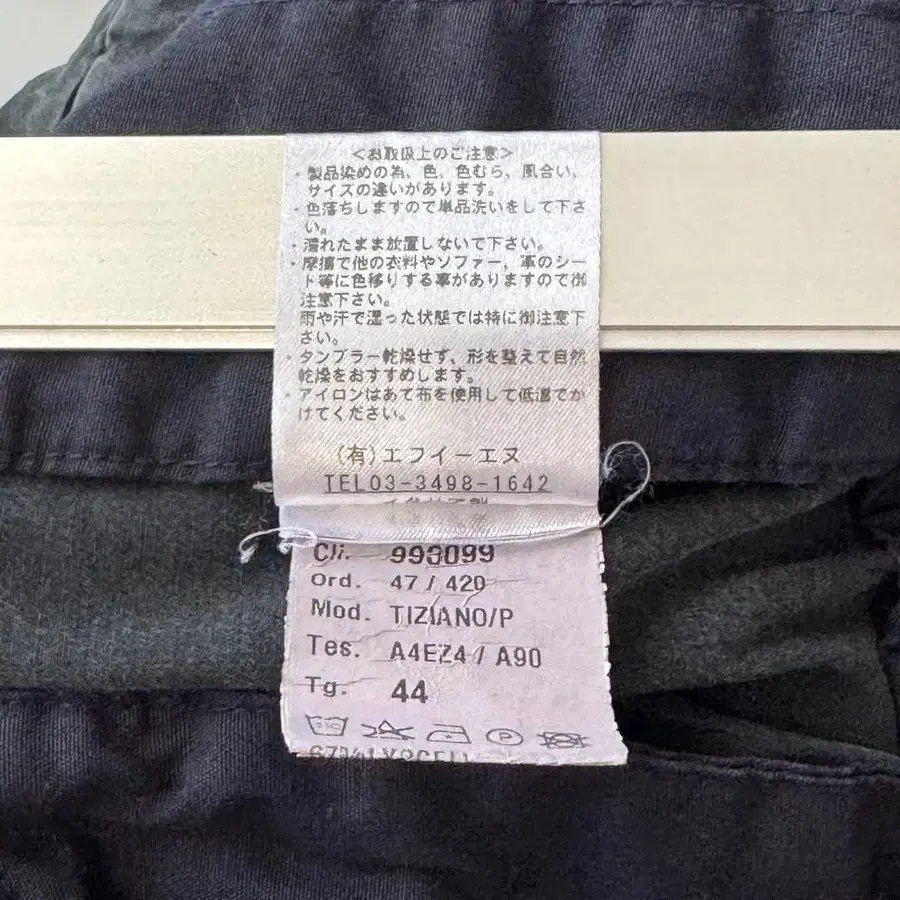 <お取扱上のご注意>
・製品染めの為、色、色むら、風合い、
サイズの違いがあります。
・色落ちしますので単品洗いをして下さ
い。
・濡れたまま放置しないで下さい。
・摩擦で他の衣料やソファー、車のシー
ト等に色移りする事がありますので御
注意下さい。
雨や汗で湿った状態では特に御注意下
さい。
・タンブラー乾燥せず、形を整えて自然
乾燥をおすすめします。
・アイロンはあて布を使用して低温でか
けてください。
(有)エフイーエヌ
TEL03-3498-1642
Cli. 993099
Ord. 47 / 420
Mod. TIZIANO/P
Tes. A4EZ4 / A90
Tg. 44
P